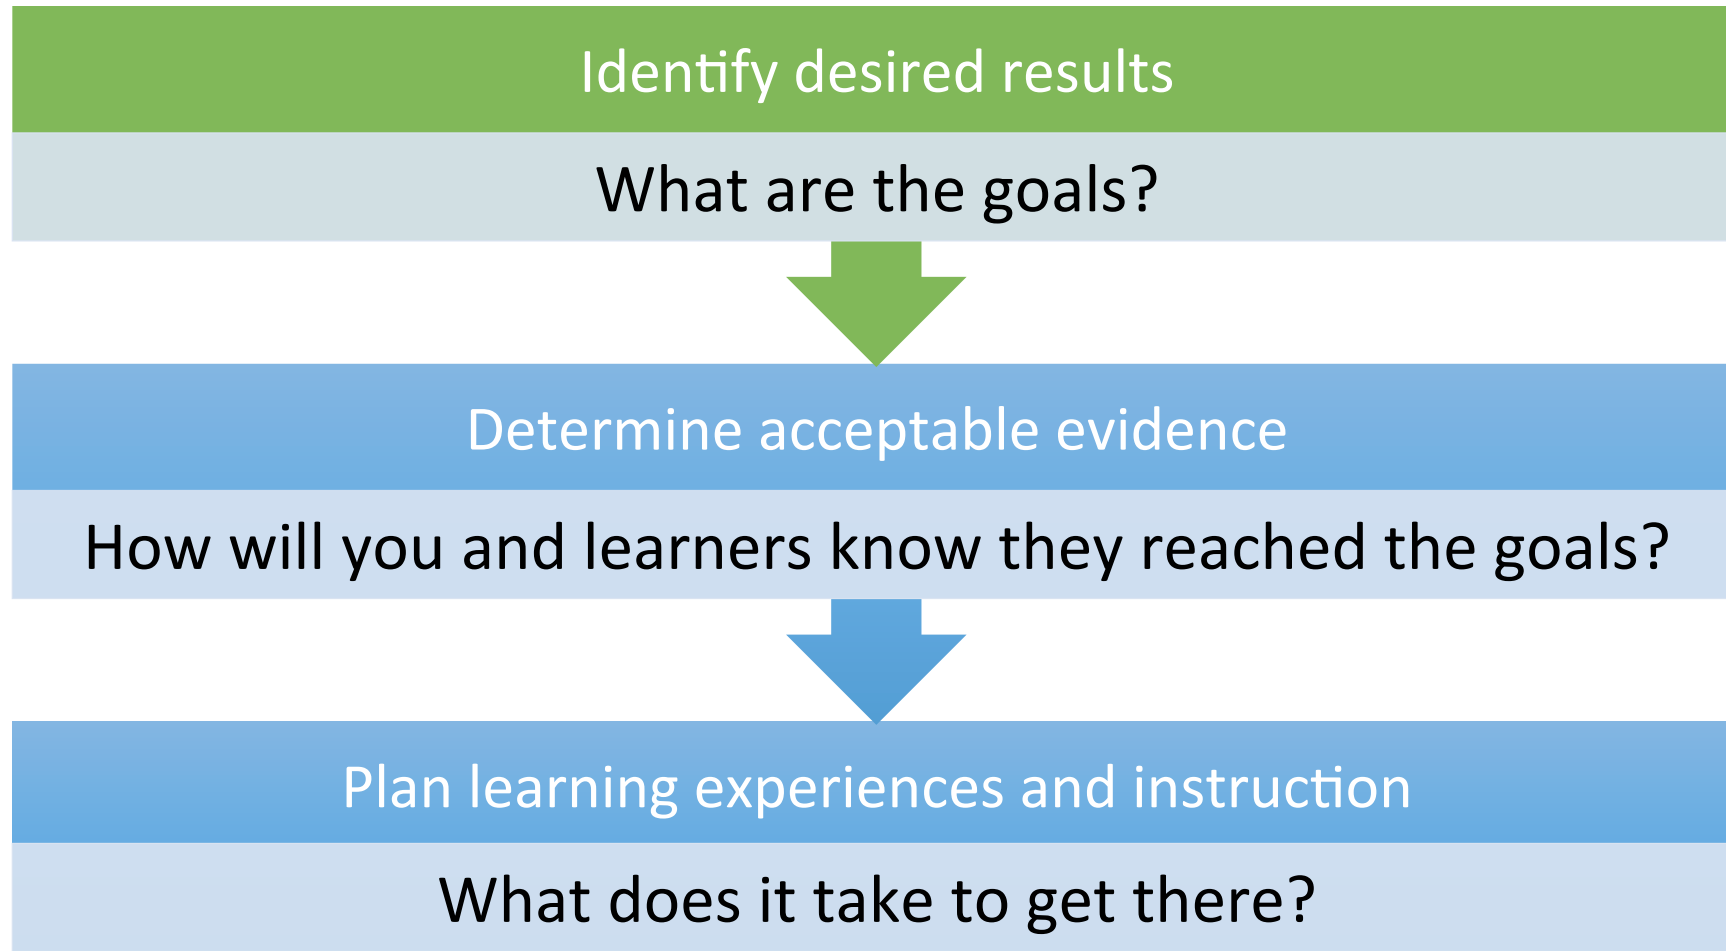 Identify desired results
What are the goals?
Determine acceptable evidence
How will you and learners know they reached the goals?
Plan learning experiences and instruction
What does it take to get there?